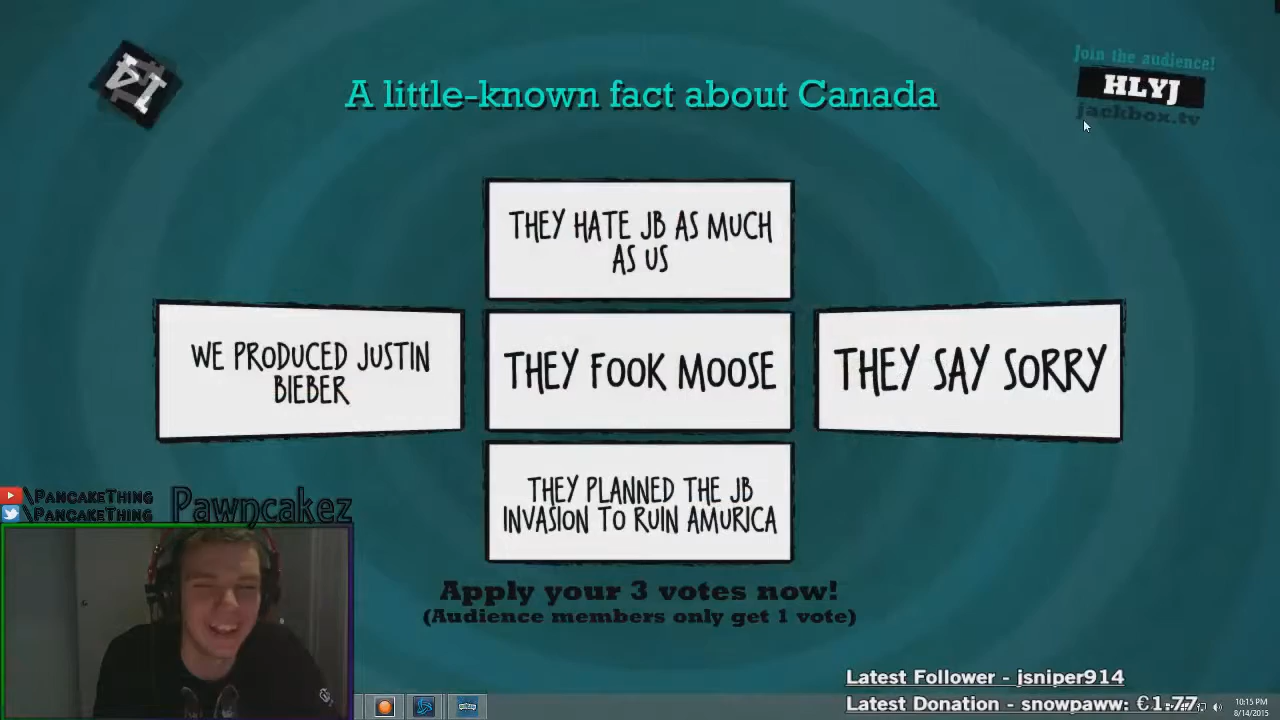 14
A little-known fact about Canada
Join the audience!
HLYJ
jackbox.tv
THEY HATE JB AS MUCH
AS US
WE PRODUCED JUSTIN
BIEBER
THEY FOOK MOOSE
THEY SAY SORRY
THEY PLANNED THE JB
INVASION TO RUIN AMURICA
Apply your 3 votes now!
(Audience members only get 1 vote)
\PancakeThing
\PancakeThing
Pawncakez
Latest Follower - jsniper914
Latest Donation - snowpaww: €1.77
10:15 PM
8/14/2015